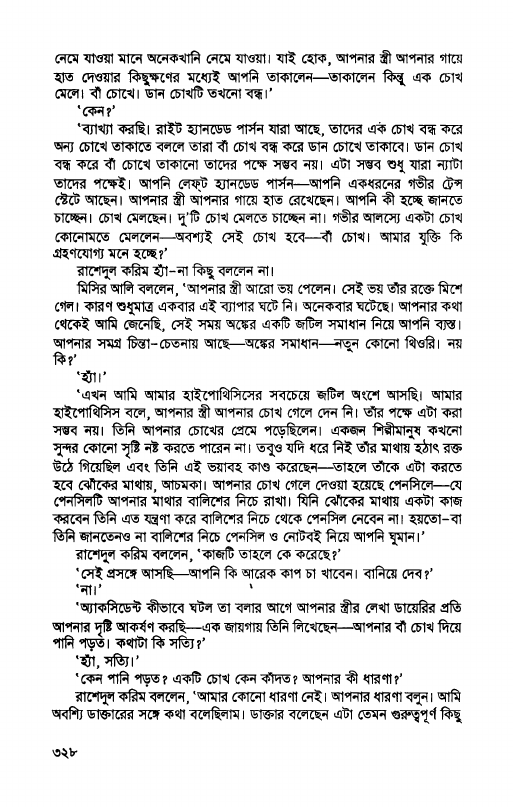 নেমে যাওয়া মানে অনেকখানি নেমে যাওয়া। যাই হোক, আপনার স্ত্রী আপনার গায়ে
হাত দেওয়ার কিছুক্ষণের মধ্যেই আপনি তাকালেন—তাকালেন কিন্তু এক চোখ
মেলে। বাঁ চোখে। ডান চোখটি তখনো বন্ধ।’
‘কেন?’
‘ব্যাখ্যা করছি। রাইট হ্যানডেড পার্সন যারা আছে, তাদের এক চোখ বন্ধ করে
অন্য চোখে তাকাতে বললে তারা বাঁ চোখ বন্ধ করে ডান চোখে তাকাবে। ডান চোখ
বন্ধ করে বাঁ চোখে তাকানো তাদের পক্ষে সম্ভব নয়। এটা সম্ভব শুধু যারা ন্যাটা
তাদের পক্ষেই। আপনি লেফ্‌ট হ্যানডেড পার্সন—আপনি একধরনের গভীর ট্রেন্স
স্টেটে আছেন। আপনার স্ত্রী আপনার গায়ে হাত রেখেছেন। আপনি কী হচ্ছে জানতে
চাচ্ছেন। চোখ মেলছেন। দু’টি চোখ মেলতে চাচ্ছেন না। গভীর আলস্যে একটা চোখ
কোনোমতে মেললেন—অবশ্যই সেই চোখ হবে—বাঁ চোখ। আমার যুক্তি কি
গ্রহণযোগ্য মনে হচ্ছে?’
রাশেদুল করিম হ্যাঁ-না কিছু বললেন না।
মিসির আলি বললেন, ‘আপনার স্ত্রী আরো ভয় পেলেন। সেই ভয় তাঁর রক্তে মিশে
গেল। কারণ শুধুমাত্র একবার এই ব্যাপার ঘটে নি। অনেকবার ঘটেছে। আপনার কথা
থেকেই আমি জেনেছি, সেই সময় অঙ্কের একটি জটিল সমাধান নিয়ে আপনি ব্যস্ত।
আপনার সমগ্র চিন্তা-চেতনায় আছে—অঙ্কের সমাধান—নতুন কোনো থিওরি। নয়
কি?’
‘হ্যাঁ।’
‘এখন আমি আমার হাইপোথিসিসের সবচেয়ে জটিল অংশে আসছি। আমার
হাইপোথিসিস বলে, আপনার স্ত্রী আপনার চোখ গেলে দেন নি। তাঁর পক্ষে এটা করা
সম্ভব নয়। তিনি আপনার চোখের প্রেমে পড়েছিলেন। একজন শিল্পীমানুষ কখনো
সুন্দর কোনো সৃষ্টি নষ্ট করতে পারেন না। তবুও যদি ধরে নিই তাঁর মাথায় হঠাৎ রক্ত
উঠে গিয়েছিল এবং তিনি এই ভয়াবহ কাণ্ড করেছেন—তাহলে তাঁকে এটা করতে
হবে ঝোঁকের মাথায়, আচমকা। আপনার চোখ গেলে দেওয়া হয়েছে পেনসিলে—যে
পেনসিলটি আপনার মাথার বালিশের নিচে রাখা। যিনি ঝোঁকের মাথায় একটা কাজ
করবেন তিনি এত যন্ত্রণা করে বালিশের নিচে থেকে পেনসিল নেবেন না। হয়তো-বা
তিনি জানতেনও না বালিশের নিচে পেনসিল ও নোটবই নিয়ে আপনি ঘুমান।’
রাশেদুল করিম বললেন, ‘কাজটি তাহলে কে করেছে?’
‘সেই প্রসঙ্গে আসছি—আপনি কি আরেক কাপ চা খাবেন। বানিয়ে দেব?’
‘না।’
‘অ্যাকসিডেন্ট কীভাবে ঘটল তা বলার আগে আপনার স্ত্রীর লেখা ডায়েরির প্রতি
আপনার দৃষ্টি আকর্ষণ করছি—এক জায়গায় তিনি লিখেছেন—আপনার বাঁ চোখ দিয়ে
পানি পড়ত। কথাটা কি সত্যি?’
‘হ্যাঁ, সত্যি।’
‘কেন পানি পড়ত? একটি চোখ কেন কাঁদত? আপনার কী ধারণা?’
রাশেদুল করিম বললেন, ‘আমার কোনো ধারণা নেই। আপনার ধারণা বলুন। আমি
অবশ্যি ডাক্তারের সঙ্গে কথা বলেছিলাম। ডাক্তার বলেছেন এটা তেমন গুরুত্বপূর্ণ কিছু
৩২৮